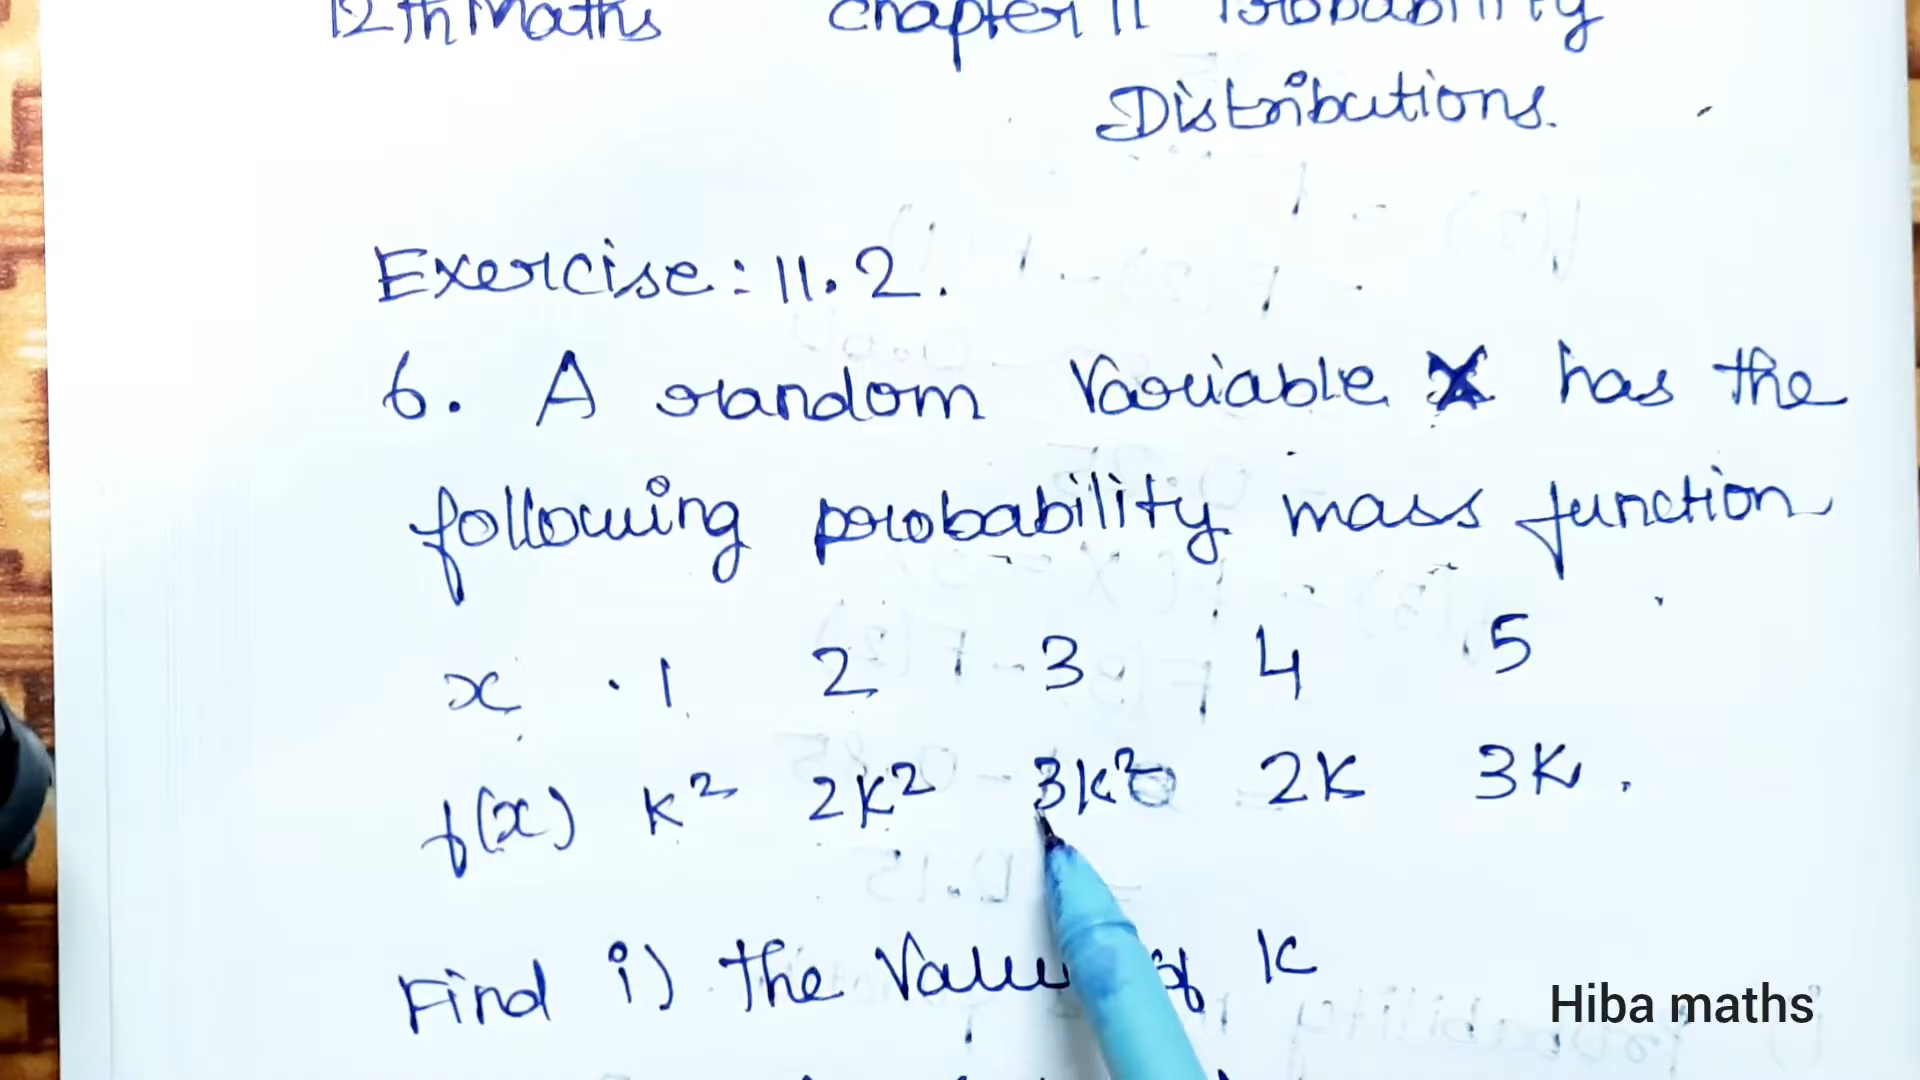 12th Maths Chapter 11 Probability
Distributions.
Exercise: 11.2.
6. A random Variable X has the
following probability mass function
x 1 2 3 4 5
f(x) K² 2K² 3K² 2K 3K.
Find i) the Value of K
Hiba maths